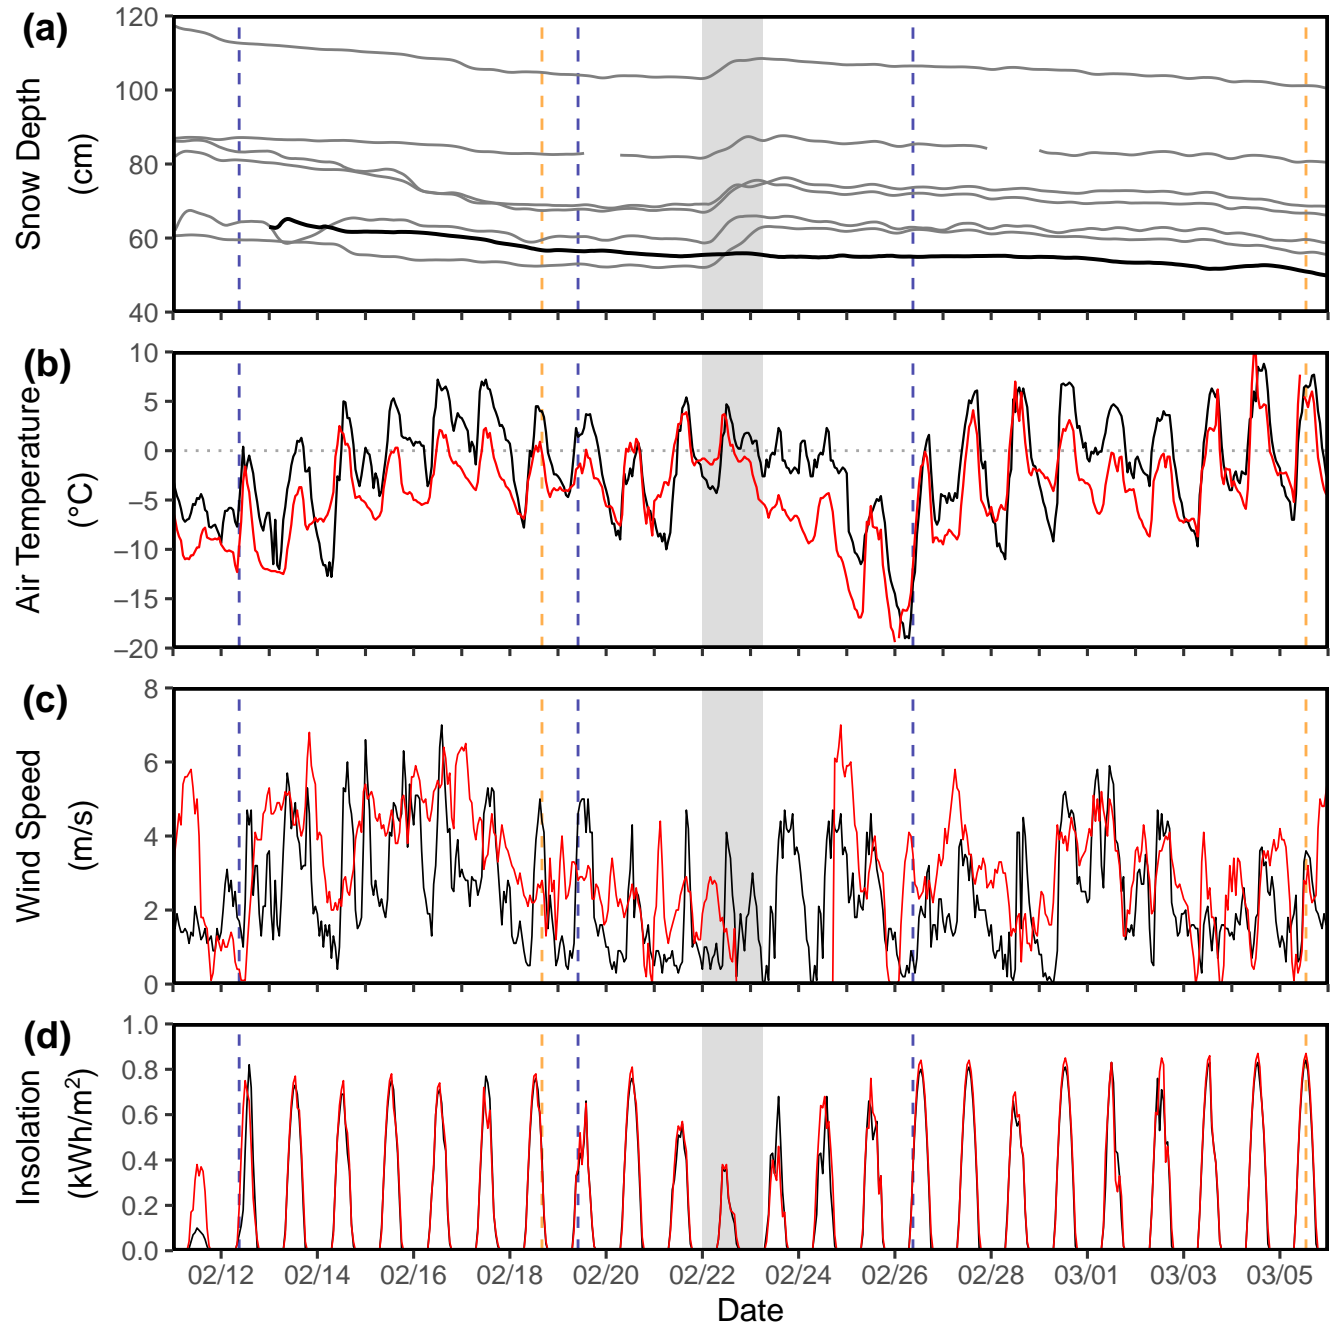 (a)
Snow Depth
(cm)
120
100
80
60
40
(b)
Air Temperature
(°C)
10
5
0
−5
−10
−15
−20
(c)
Wind Speed
(m/s)
8
6
4
2
0
(d)
Insolation
(kWh/m²)
1.0
0.8
0.6
0.4
0.2
0.0
02/12 02/14 02/16 02/18 02/20 02/22 02/24 02/26 02/28 03/01 03/03 03/05
Date